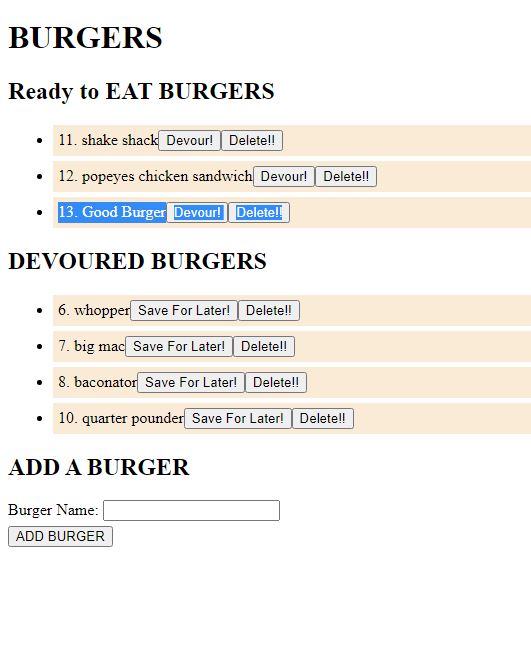 BURGERS
Ready to EAT BURGERS
11. shake shack Devour! Delete!!
12. popeyes chicken sandwich Devour! Delete!!
13. Good Burger Devour! Delete!!
DEVOURED BURGERS
6. whopper Save For Later! Delete!!
7. big mac Save For Later! Delete!!
8. baconator Save For Later! Delete!!
10. quarter pounder Save For Later! Delete!!
ADD A BURGER
Burger Name:
ADD BURGER